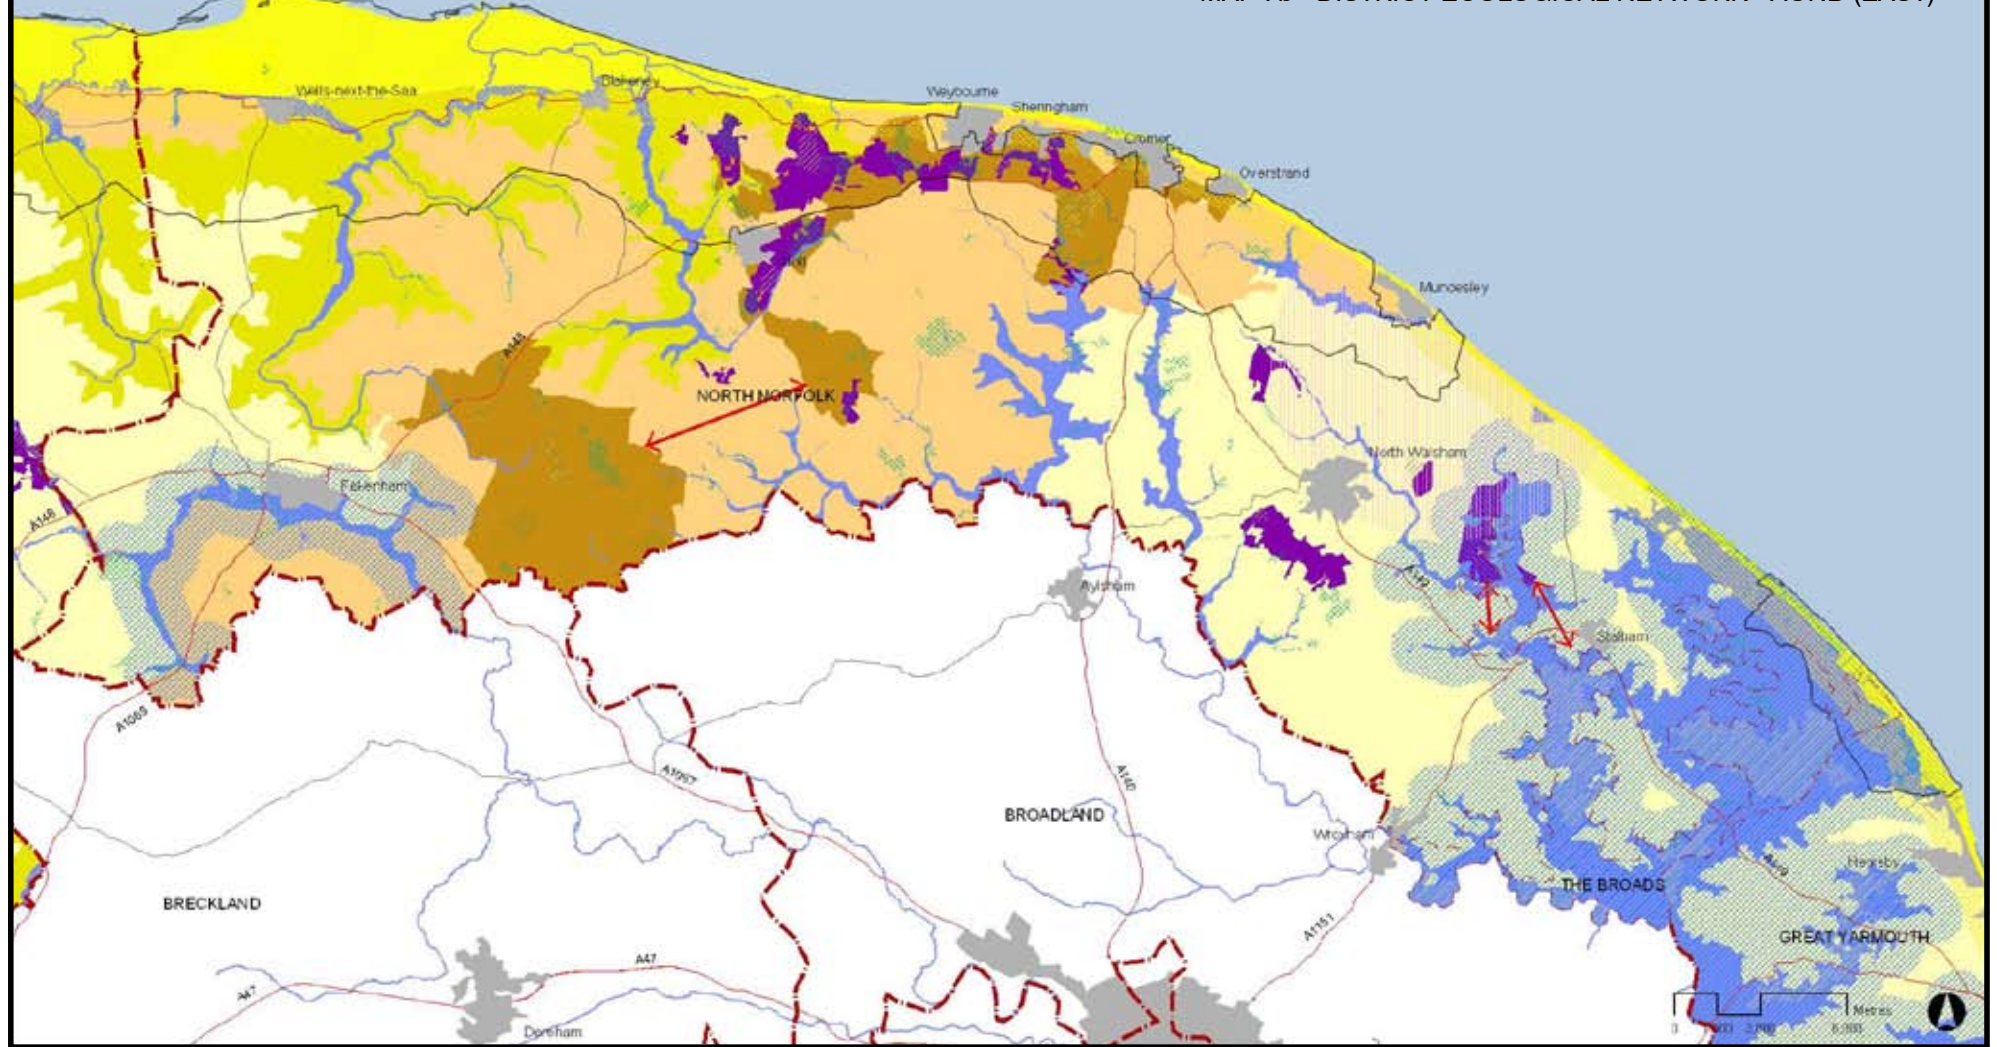 Wells-next-the-Sea
Blakeney
Weybourne
Sheringham
Cromer
Overstrand
Mundesley
A148
NORTH NORFOLK
North Walsham
Fakenham
A148
A149
Aylsham
Stalham
A1065
A1067
A140
BROADLAND
Wroxham
A149
Hemsby
THE BROADS
BRECKLAND
A1151
GREAT YARMOUTH
A47
A47
Dereham
Metres
0